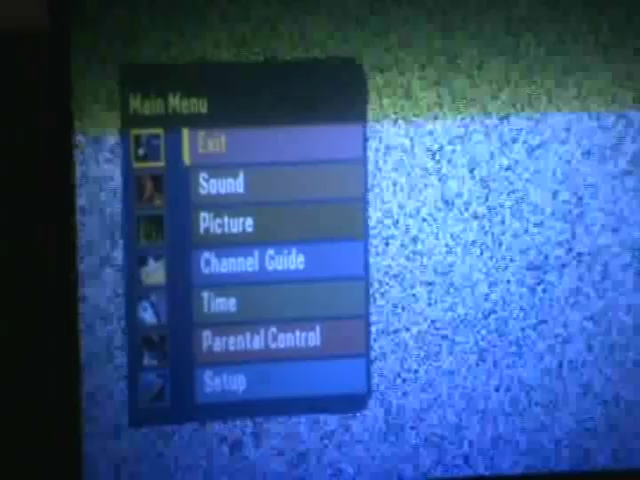 Main Menu
Exit
Sound
Picture
Channel Guide
Time
Parental Control
Setup